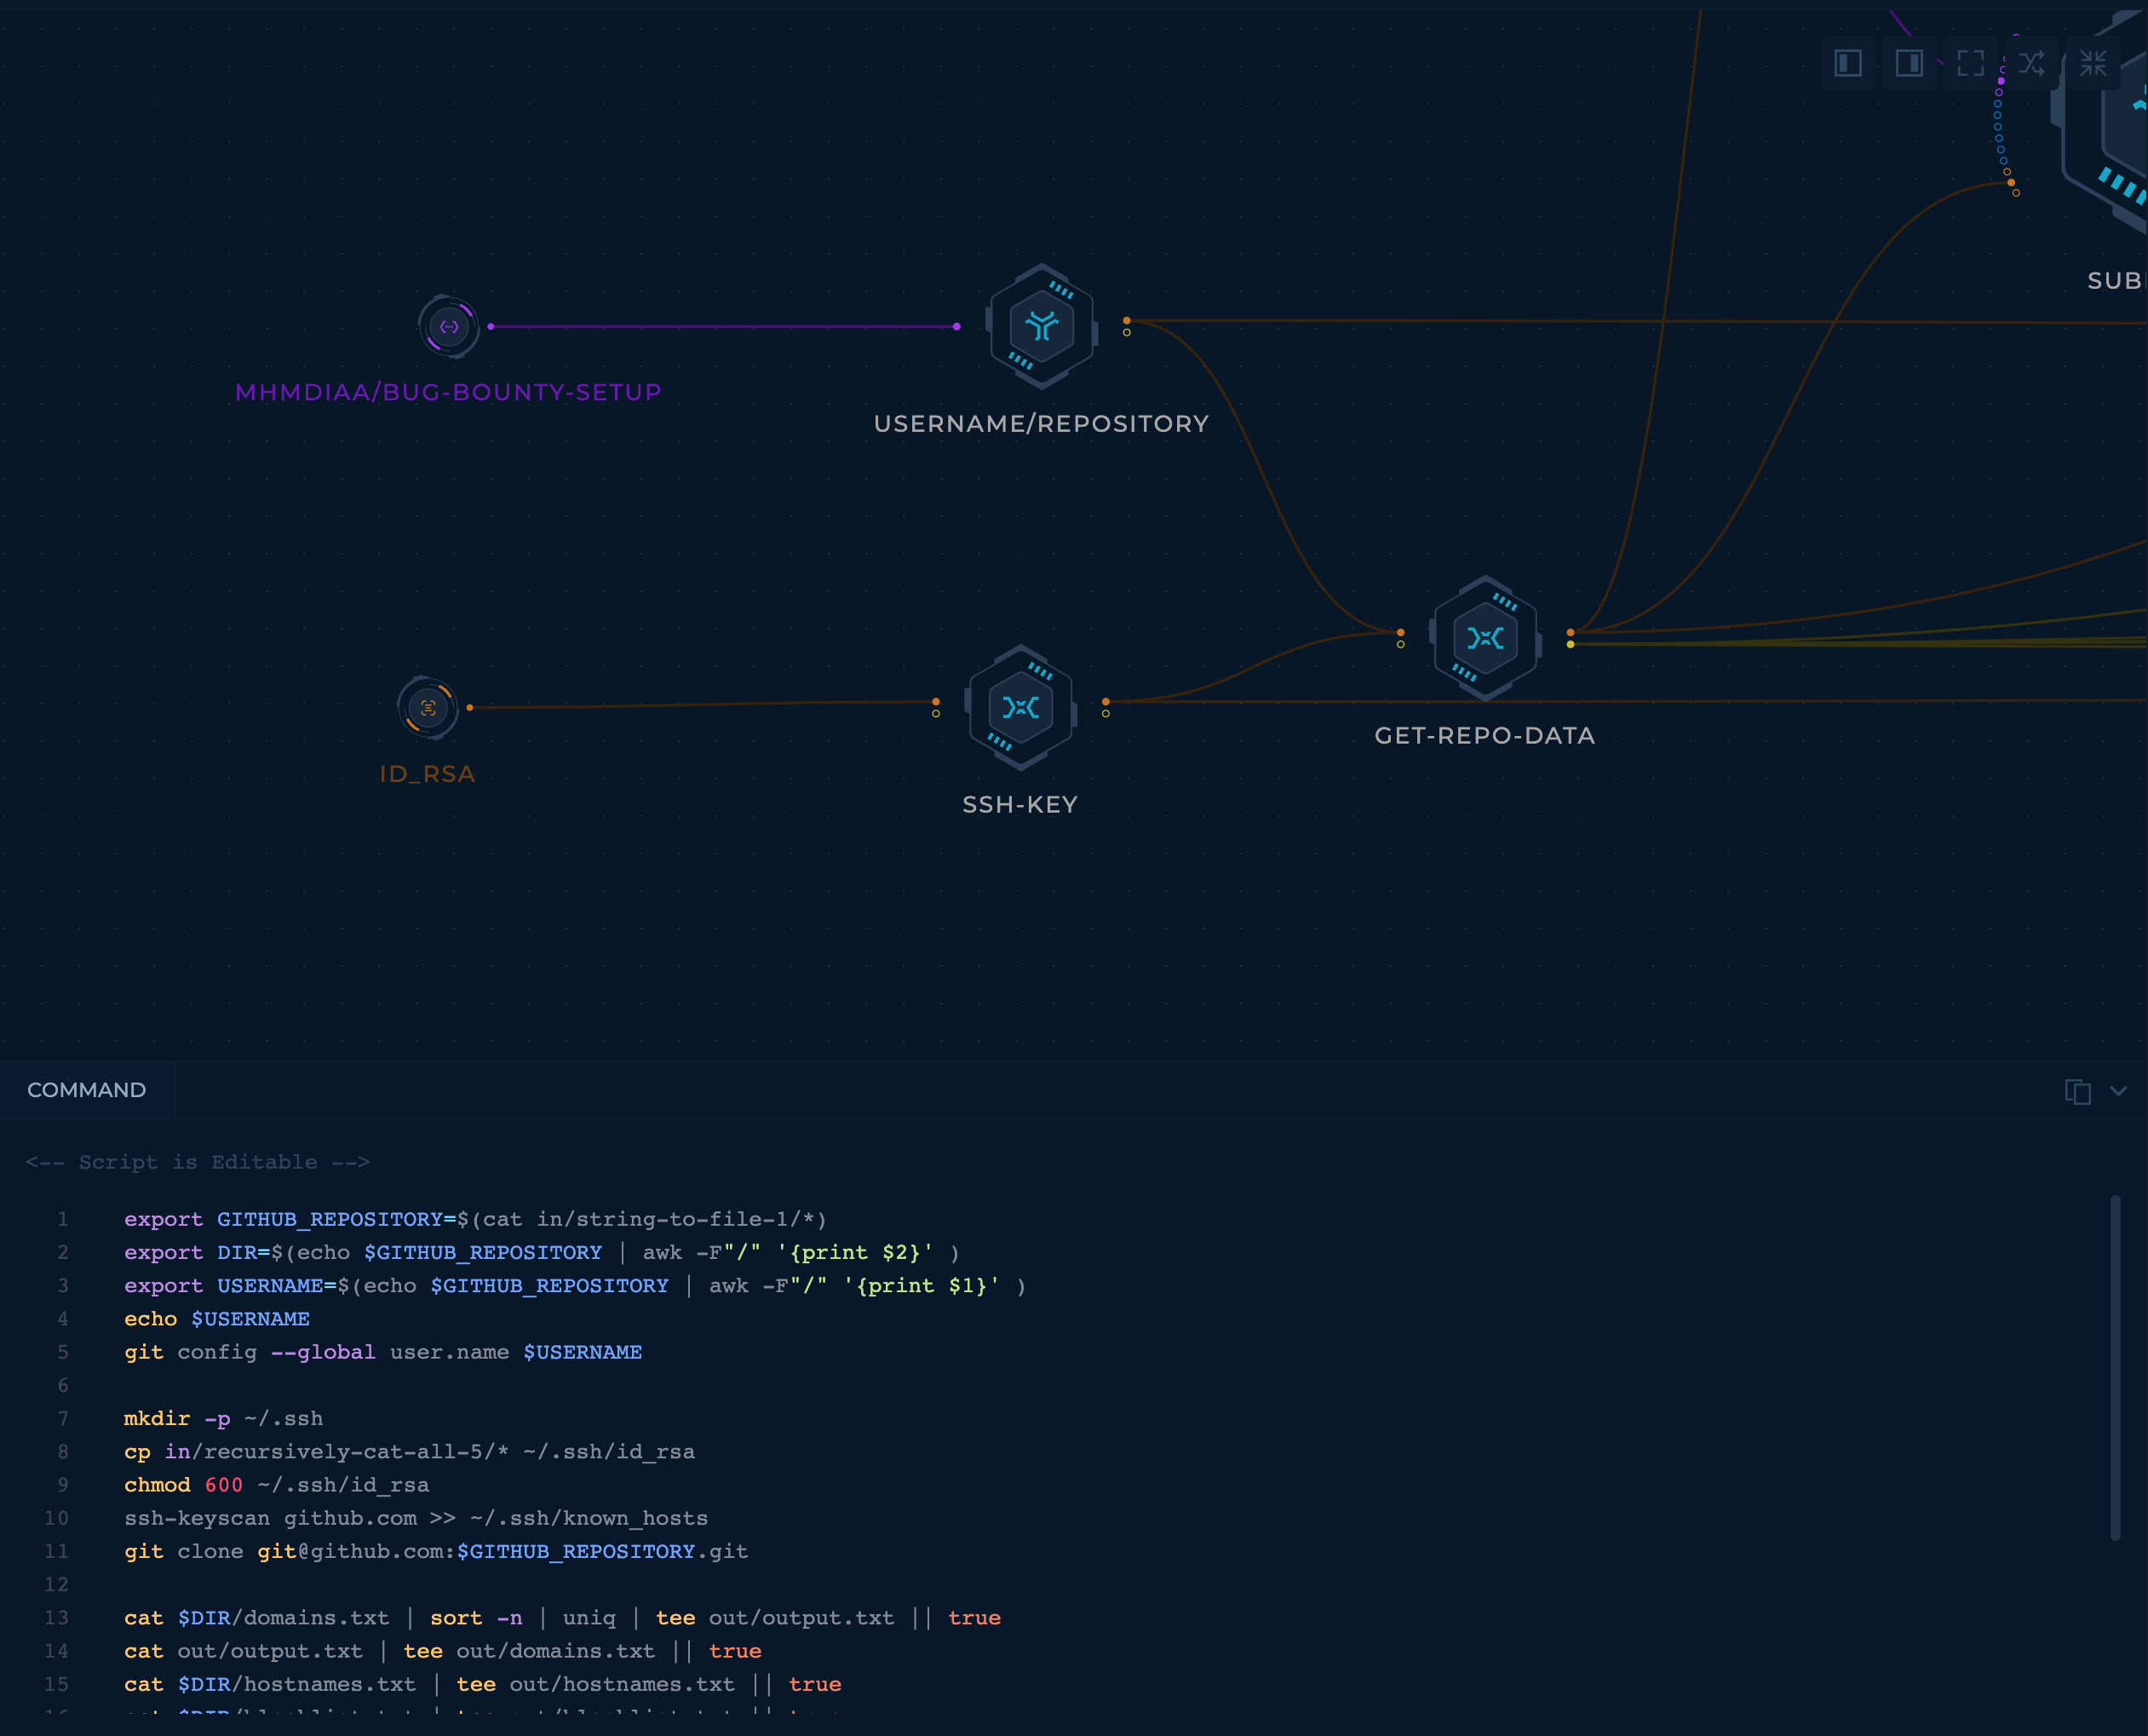 SUB
MHMDIAA/BUG-BOUNTY-SETUP
USERNAME/REPOSITORY
GET-REPO-DATA
ID_RSA
SSH-KEY
COMMAND
<-- Script is Editable -->
1 export GITHUB_REPOSITORY=$(cat in/string-to-file-1/*)
2 export DIR=$(echo $GITHUB_REPOSITORY | awk -F"/" '{print $2}' )
3 export USERNAME=$(echo $GITHUB_REPOSITORY | awk -F"/" '{print $1}' )
4 echo $USERNAME
5 git config --global user.name $USERNAME
6
7 mkdir -p ~/.ssh
8 cp in/recursively-cat-all-5/* ~/.ssh/id_rsa
9 chmod 600 ~/.ssh/id_rsa
10 ssh-keyscan github.com >> ~/.ssh/known_hosts
11 git clone git@github.com:$GITHUB_REPOSITORY.git
12
13 cat $DIR/domains.txt | sort -n | uniq | tee out/output.txt || true
14 cat out/output.txt | tee out/domains.txt || true
15 cat $DIR/hostnames.txt | tee out/hostnames.txt || true